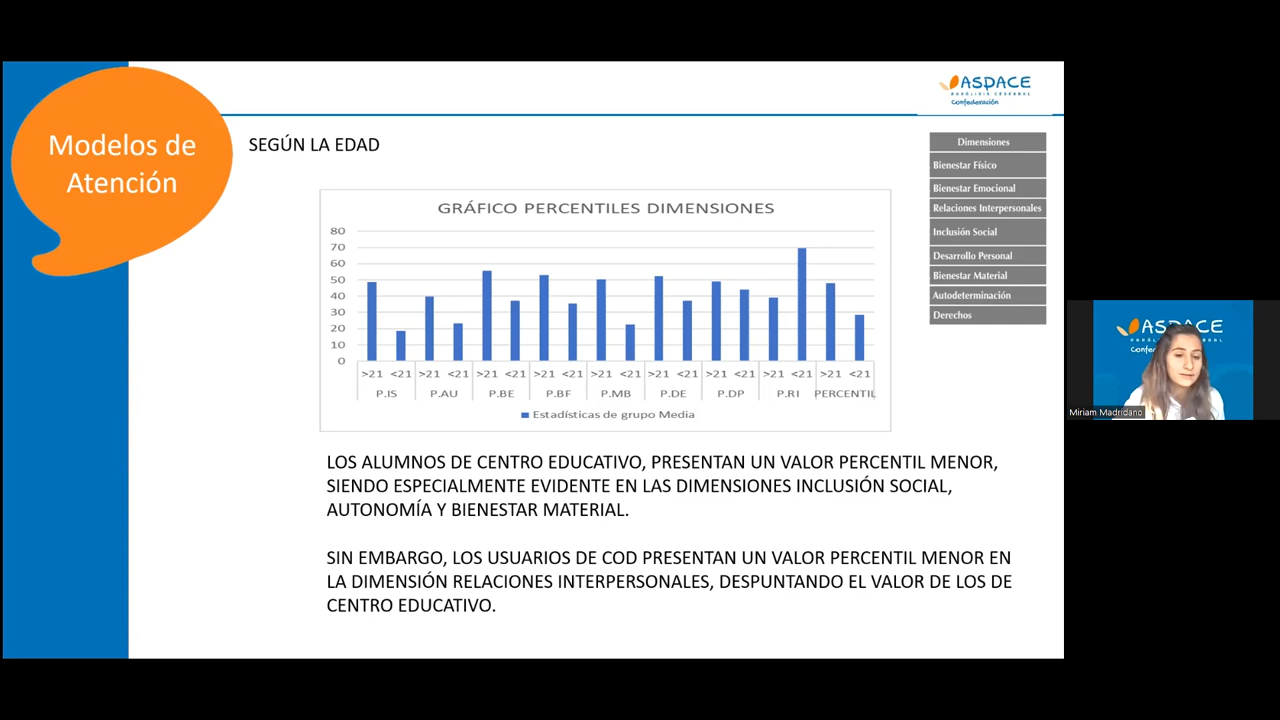 Modelos de
Atención
ASPACE
PARÁLISIS CEREBRAL
Confederación
SEGÚN LA EDAD
Dimensiones
Bienestar Físico
Bienestar Emocional
Relaciones Interpersonales
Inclusión Social
Desarrollo Personal
Bienestar Material
Autodeterminación
Derechos
GRÁFICO PERCENTILES DIMENSIONES
80
70
60
50
40
30
20
10
0
>21 <21 >21 <21 >21 <21 >21 <21 >21 <21 >21 <21 >21 <21 >21 <21 >21 <21
P.IS P.AU P.BE P.BF P.MB P.DE P.DP P.RI PERCENTIL
Estadísticas de grupo Media
LOS ALUMNOS DE CENTRO EDUCATIVO, PRESENTAN UN VALOR PERCENTIL MENOR,
SIENDO ESPECIALMENTE EVIDENTE EN LAS DIMENSIONES INCLUSIÓN SOCIAL,
AUTONOMÍA Y BIENESTAR MATERIAL.
SIN EMBARGO, LOS USUARIOS DE COD PRESENTAN UN VALOR PERCENTIL MENOR EN
LA DIMENSIÓN RELACIONES INTERPERSONALES, DESPUNTANDO EL VALOR DE LOS DE
CENTRO EDUCATIVO.
ASPACE
Miriam Madridano